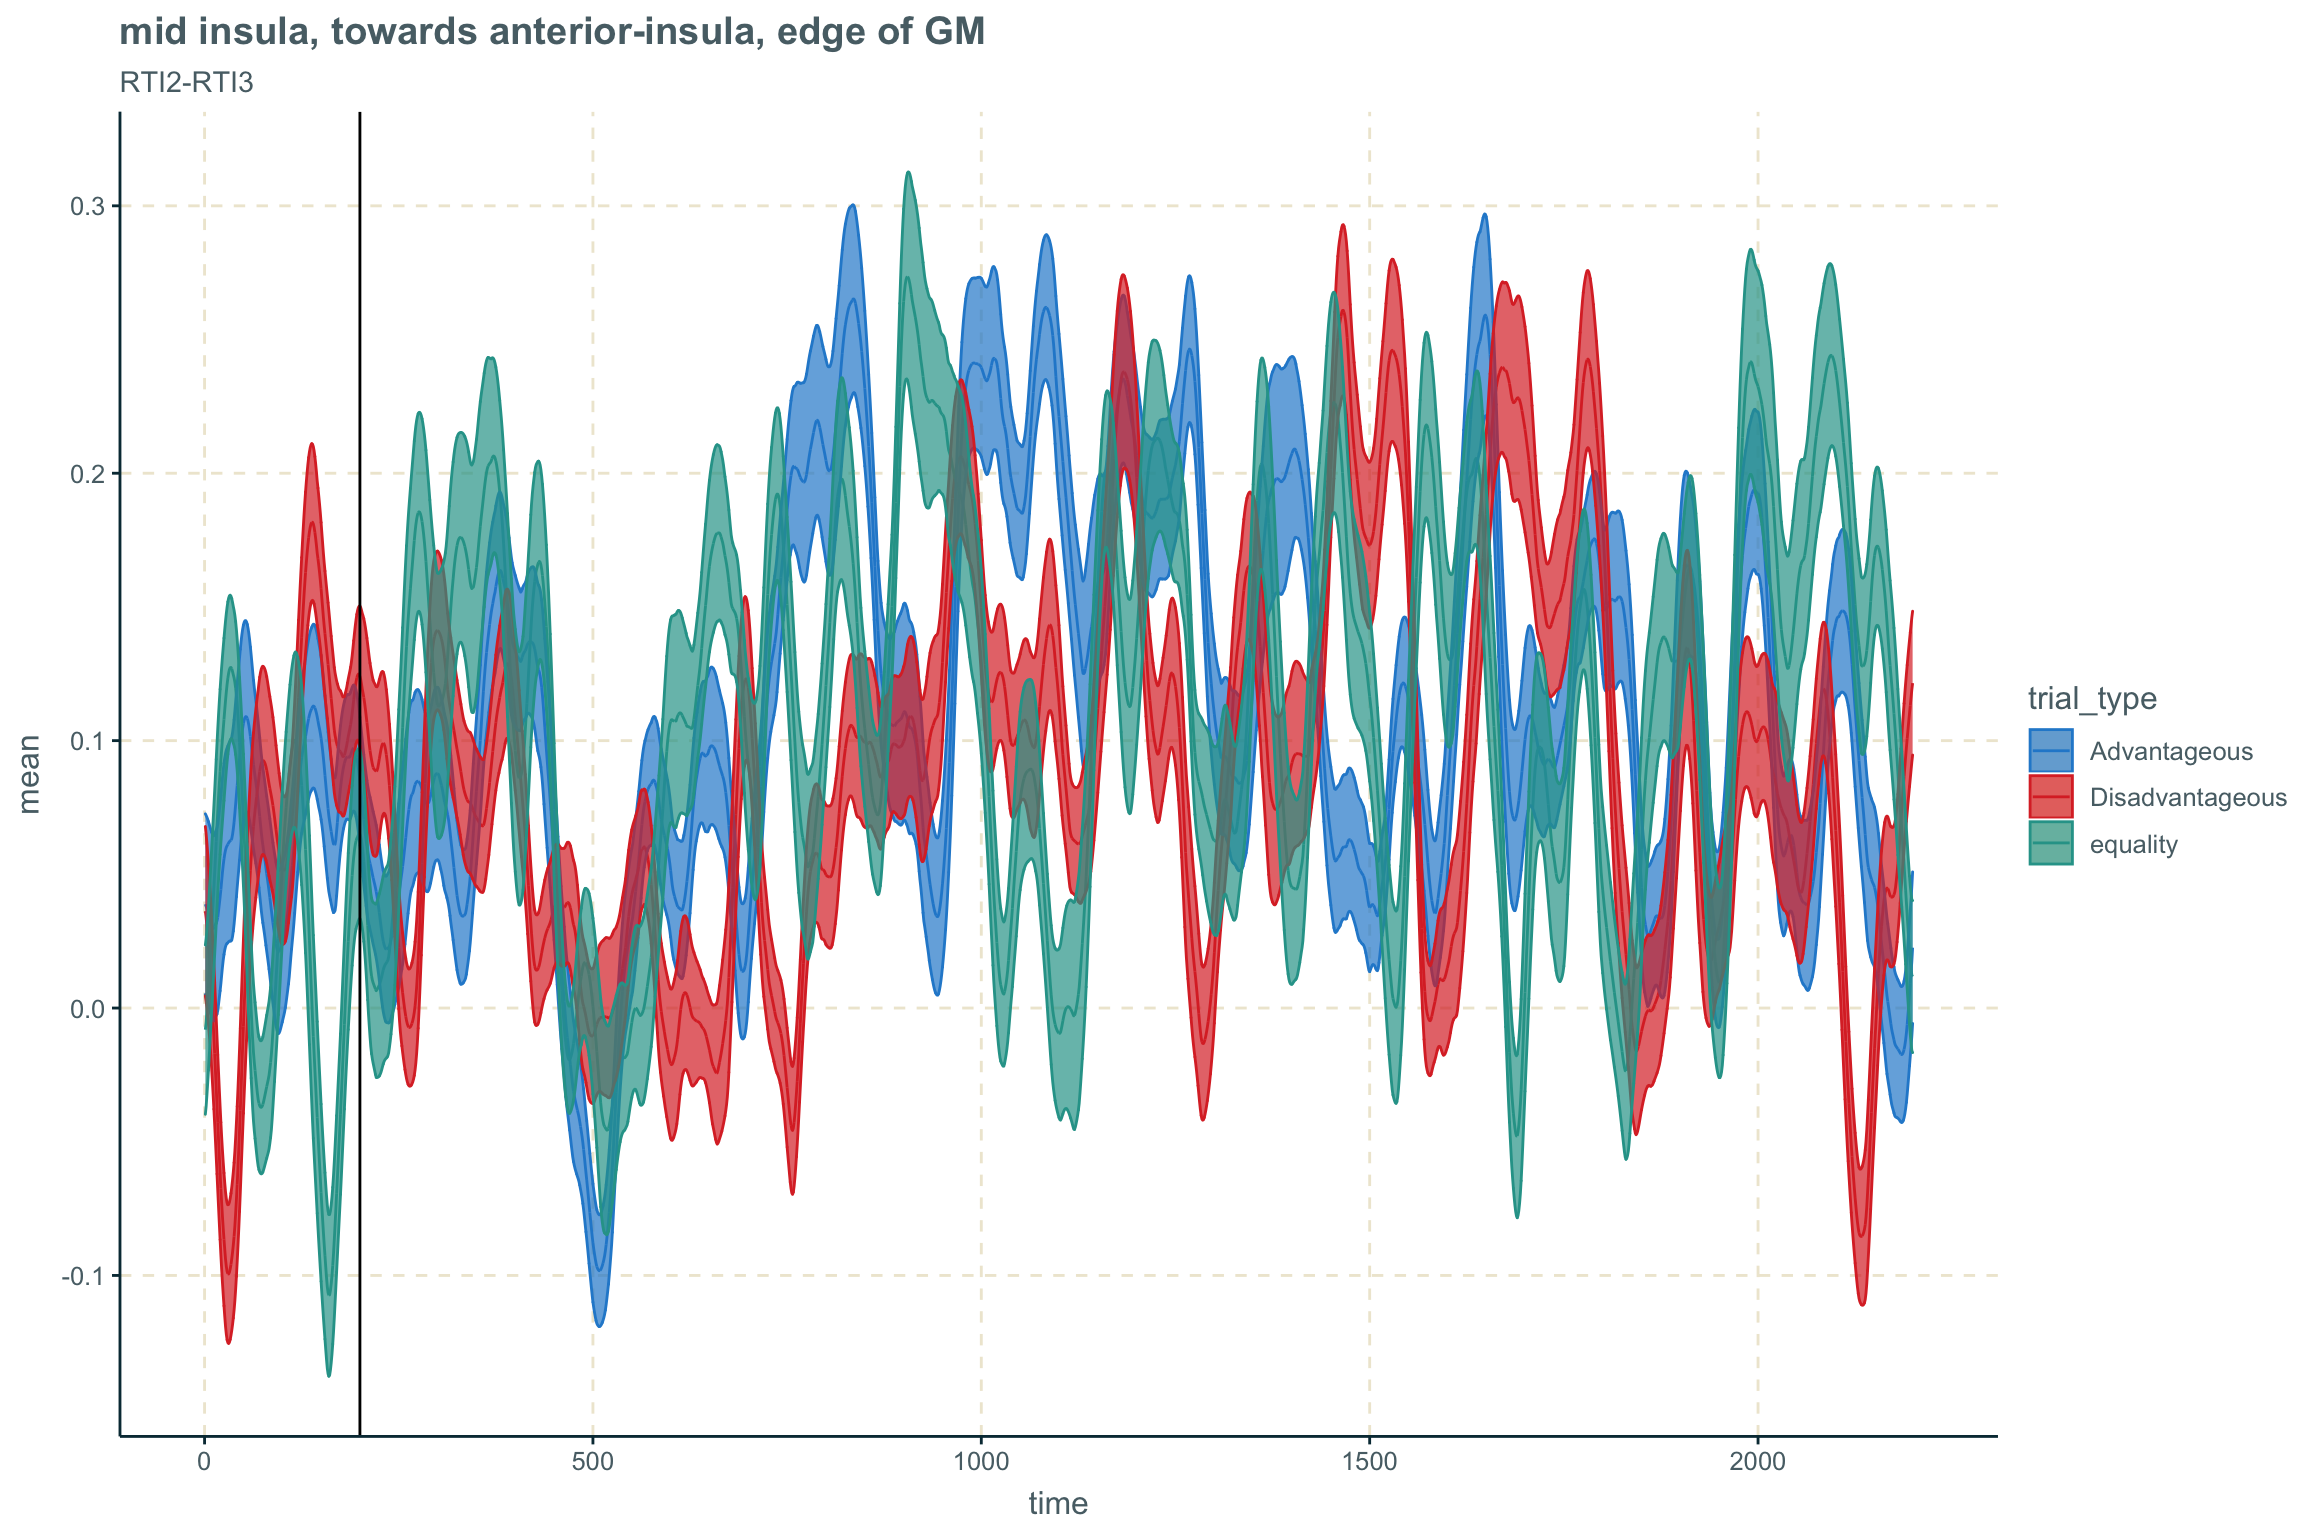 mid insula, towards anterior-insula, edge of GM
RTI2-RTI3
mean
0.3
0.2
0.1
0.0
-0.1
0 500 1000 1500 2000
time
trial_type
Advantageous
Disadvantageous
equality